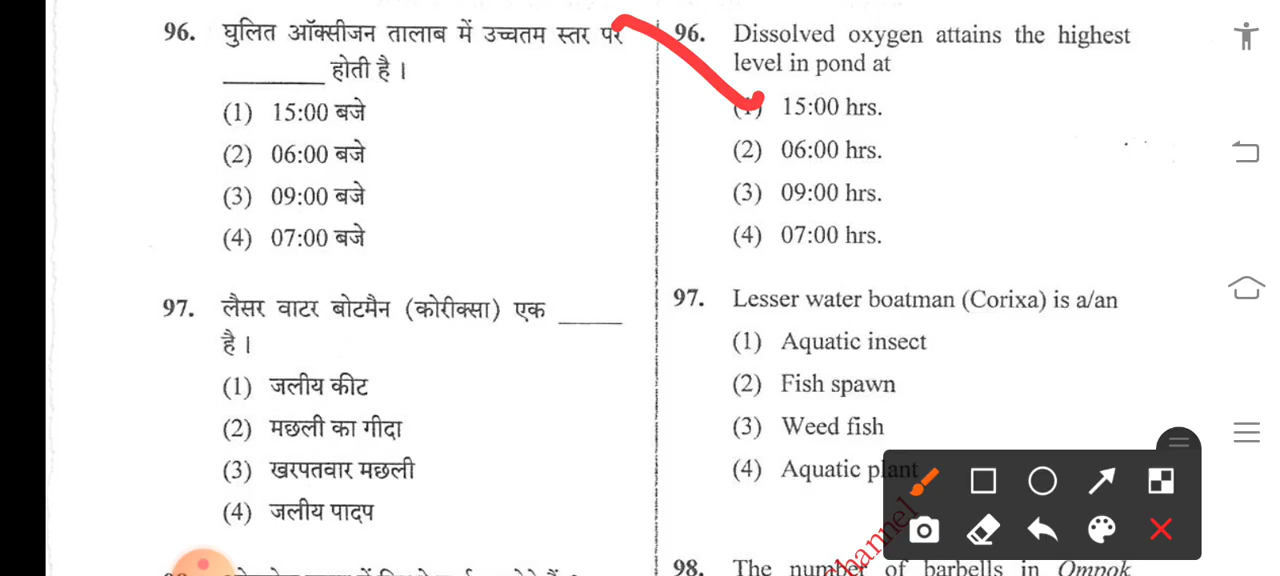 96. घुलित ऑक्सीजन तालाब में उच्चतम स्तर पर
________ होती है ।
(1) 15:00 बजे
(2) 06:00 बजे
(3) 09:00 बजे
(4) 07:00 बजे
97. लैसर वाटर बोटमैन (कोरीक्सा) एक _____
है ।
(1) जलीय कीट
(2) मछली का गीदा
(3) खरपतवार मछली
(4) जलीय पादप
96. Dissolved oxygen attains the highest
level in pond at
(1) 15:00 hrs.
(2) 06:00 hrs.
(3) 09:00 hrs.
(4) 07:00 hrs.
97. Lesser water boatman (Corixa) is a/an
(1) Aquatic insect
(2) Fish spawn
(3) Weed fish
(4) Aquatic plant
98. The number of barbells in Ompok